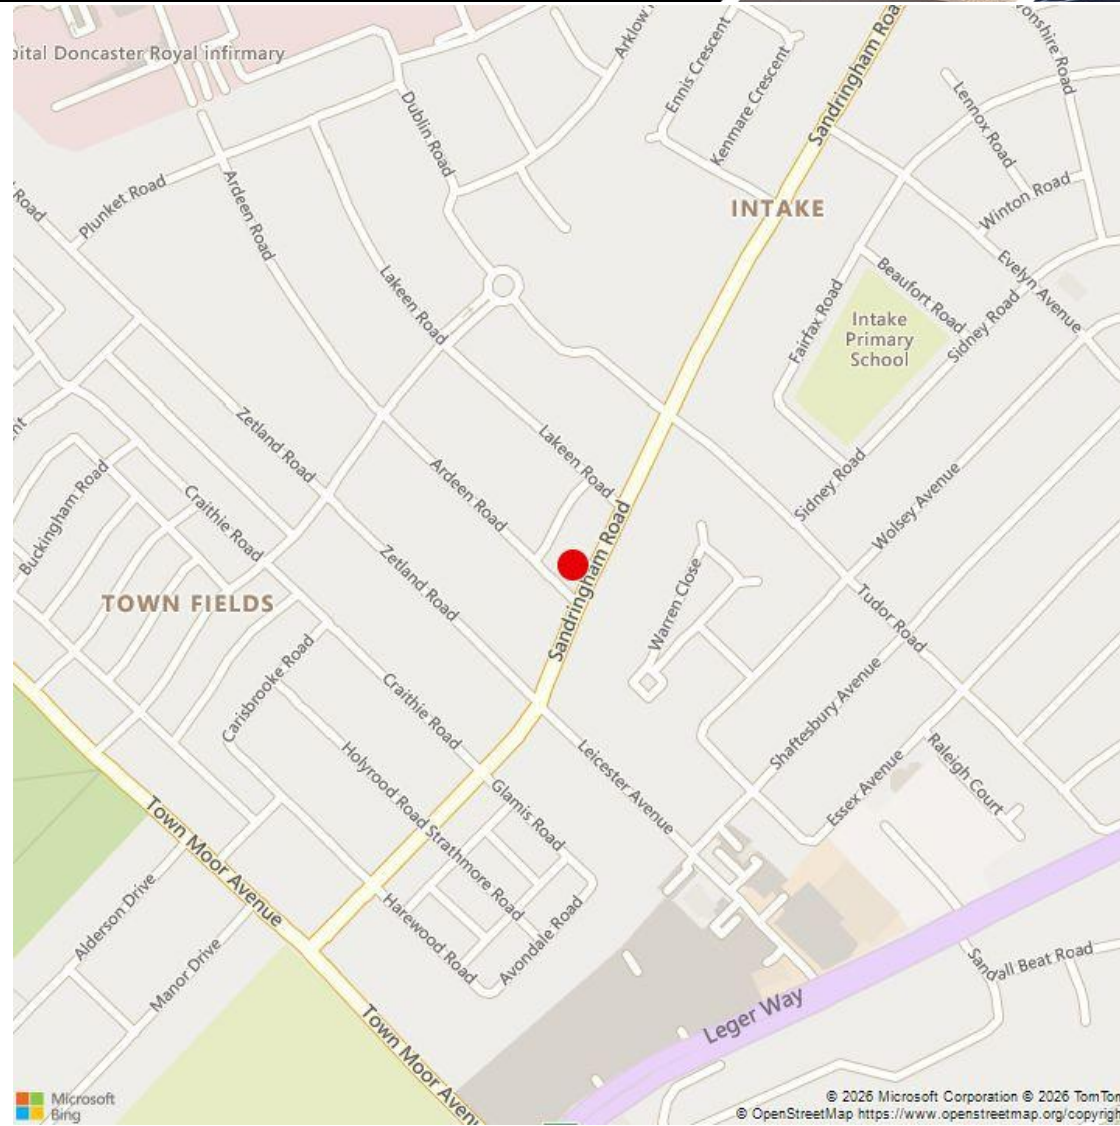 pital Doncaster Royal infirmary
Arklow
Ennis Crescent
Kenmare Crescent
Sandringham Roa
vonshire Road
Lennox Road
Dublin Road
Plunket Road
Road
Ardeen Road
INTAKE
Winton Road
Evelyn Avenue
Beaufort Road
Sidney Road
Fairfax Road
Intake
Primary
School
Lakeen Road
Zetland Road
Lakeen Road
Ardeen Road
Sidney Road
Wolsey Avenue
Buckingham Road
Craithie Road
Zetland Road
Sandringham Road
Warren Close
TOWN FIELDS
Tudor Road
Carisbrooke Road
Craithie Road
Shaftesbury Avenue
Holyrood Road
Leicester Avenue
Glamis Road
Strathmore Road
Essex Avenue
Raleigh Court
Town Moor Avenue
Alderson Drive
Manor Drive
Harewood Road
Avondale Road
Sandall Beat Road
Leger Way
Town Moor Avenu
Microsoft
Bing
© 2026 Microsoft Corporation © 2026 TomTom
© OpenStreetMap https://www.openstreetmap.org/copyrigh